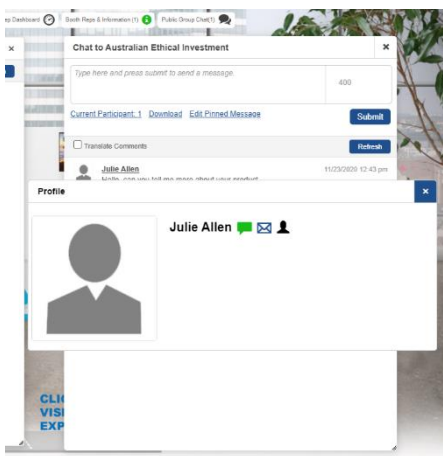 Dashboard
Booth Reps & Information (1)
Public Group Chat(1)
Chat to Australian Ethical Investment
×
×
Type here and press submit to send a message.
400
Current Participant: 1 Download Edit Pinned Message
Submit
Translate Comments
Refresh
Julie Allen
11/23/2020 12:43 pm
Hello, can you tell me more about your product
Profile
×
Julie Allen
CLI
VISI
EXP